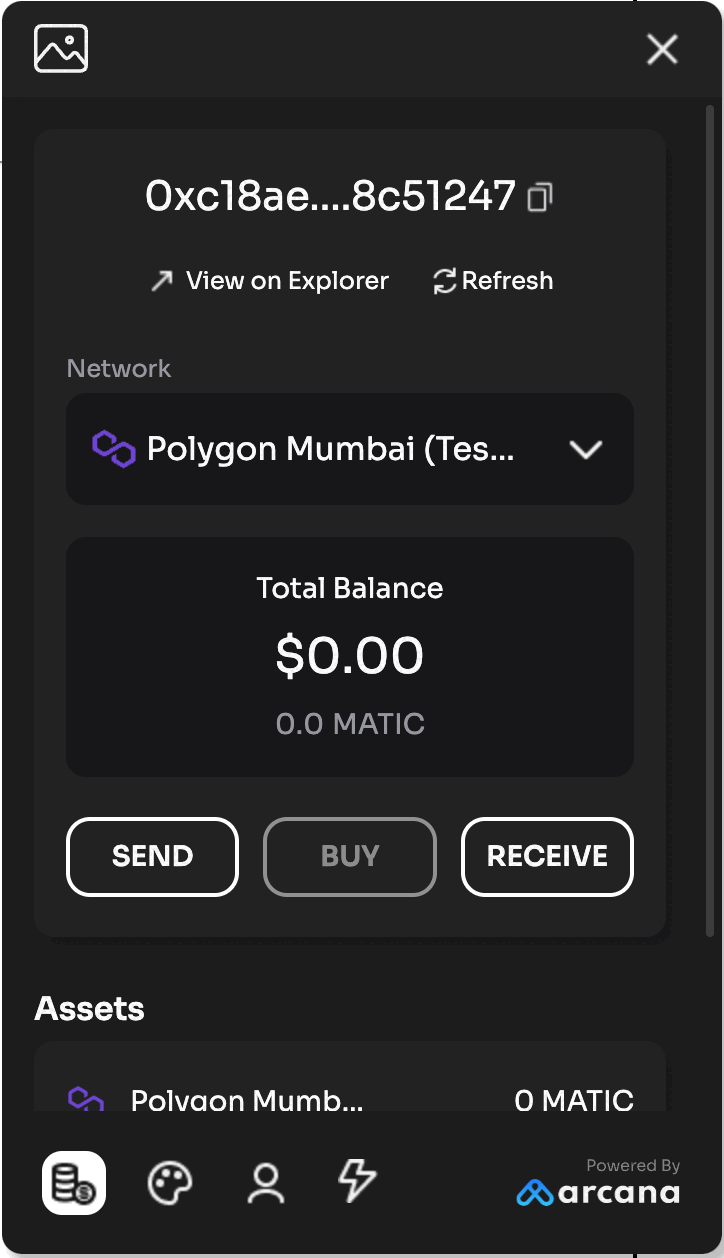 0xc18ae....8c51247
View on Explorer Refresh
Network
Polygon Mumbai (Tes...
Total Balance
$0.00
0.0 MATIC
SEND BUY RECEIVE
Assets
Polygon Mumb... 0 MATIC
Powered By
arcana